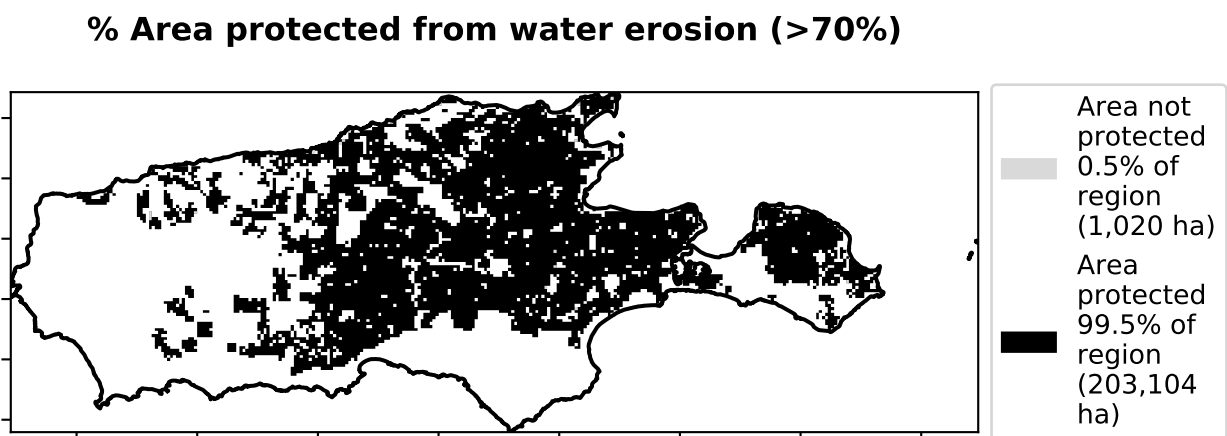 % Area protected from water erosion (>70%)
Area not
protected
0.5% of
region
(1,020 ha)
Area
protected
99.5% of
region
(203,104
ha)